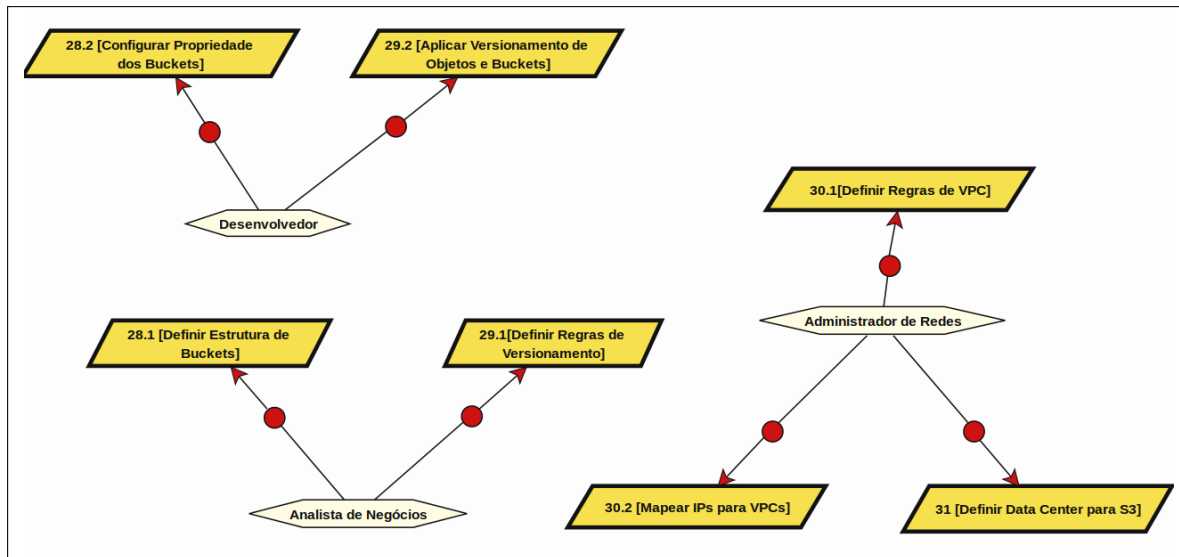 28.2 [Configurar Propriedade
dos Buckets]
29.2 [Aplicar Versionamento de
Objetos e Buckets]
Desenvolvedor
30.1[Definir Regras de VPC]
28.1 [Definir Estrutura de
Buckets]
29.1[Definir Regras de
Versionamento]
Administrador de Redes
Analista de Negócios
30.2 [Mapear IPs para VPCs]
31 [Definir Data Center para S3]